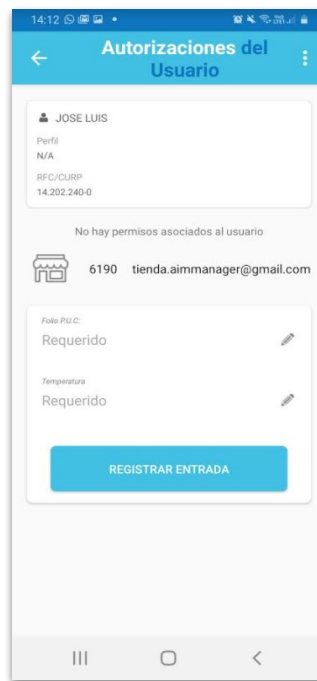 14:12
Autorizaciones del
Usuario
JOSE LUIS
Perfil
N/A
RFC/CURP
14.202.240-0
No hay permisos asociados al usuario
6190 tienda.aimmanager@gmail.com
Folio P.U.C:
Requerido
Temperatura
Requerido
REGISTRAR ENTRADA